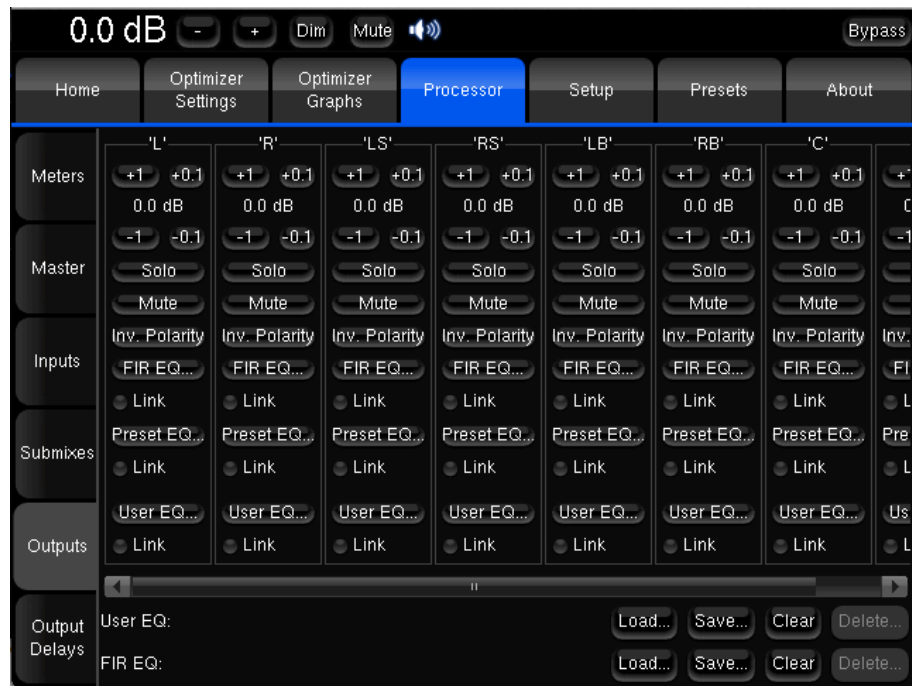 0.0 dB - + Dim Mute Bypass
Home Optimizer Settings Optimizer Graphs Processor Setup Presets About
Meters
Master
Inputs
Submixes
Outputs
Output Delays
'L' 'R' 'LS' 'RS' 'LB' 'RB' 'C'
+1 +0.1 +1 +0.1 +1 +0.1 +1 +0.1 +1 +0.1 +1 +0.1 +1 +0.1
0.0 dB 0.0 dB 0.0 dB 0.0 dB 0.0 dB 0.0 dB 0.0 dB
-1 -0.1 -1 -0.1 -1 -0.1 -1 -0.1 -1 -0.1 -1 -0.1 -1 -0.1
Solo Solo Solo Solo Solo Solo Solo
Mute Mute Mute Mute Mute Mute Mute
Inv. Polarity Inv. Polarity Inv. Polarity Inv. Polarity Inv. Polarity Inv. Polarity Inv. Polarity Inv.
FIR EQ... FIR EQ... FIR EQ... FIR EQ... FIR EQ... FIR EQ... FIR EQ...
Link Link Link Link Link Link Link
Preset EQ... Preset EQ... Preset EQ... Preset EQ... Preset EQ... Preset EQ... Preset EQ... Pre
Link Link Link Link Link Link Link
User EQ... User EQ... User EQ... User EQ... User EQ... User EQ... User EQ... Us
Link Link Link Link Link Link Link
User EQ: Load... Save... Clear Delete...
FIR EQ: Load... Save... Clear Delete...